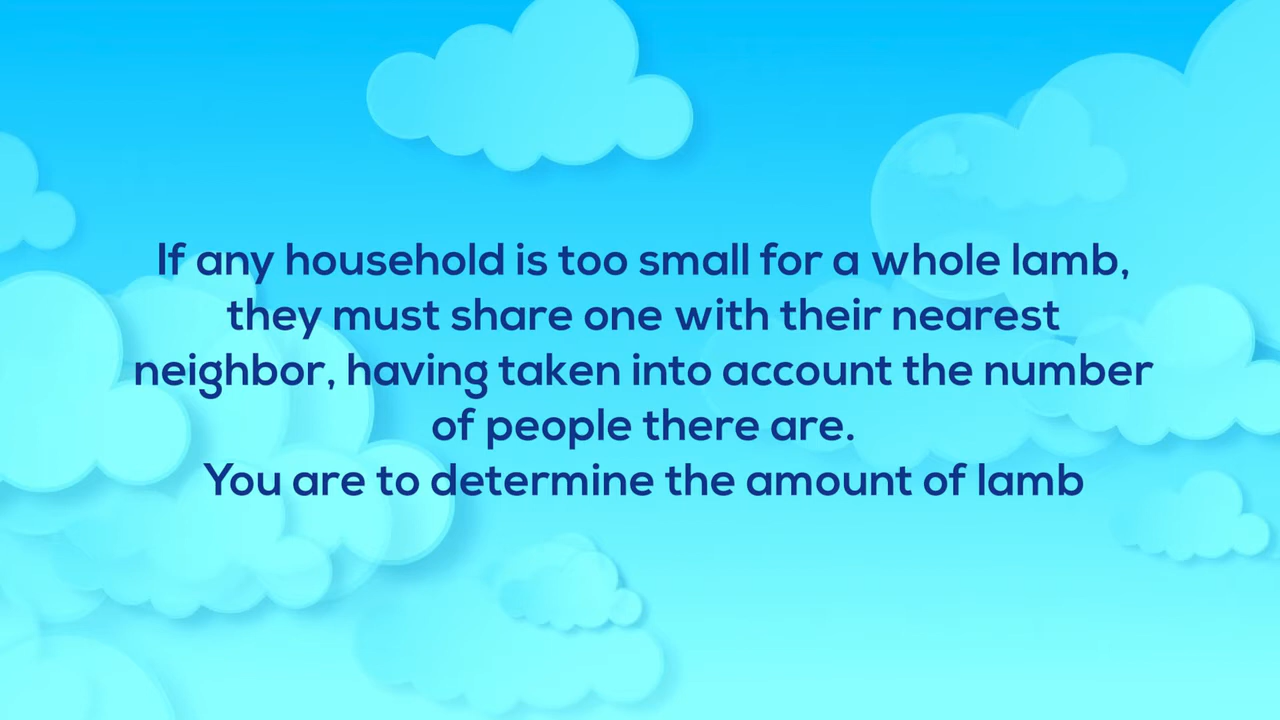 If any household is too small for a whole lamb,
they must share one with their nearest
neighbor, having taken into account the number
of people there are.
You are to determine the amount of lamb